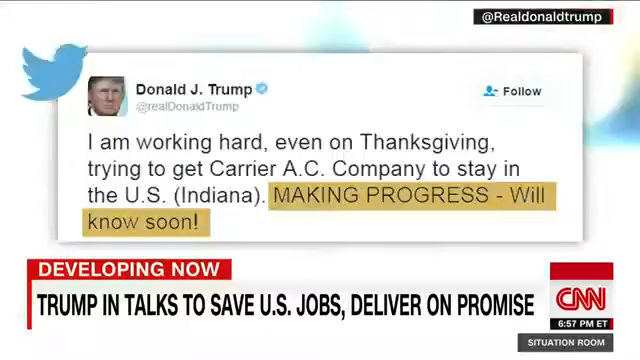 @Realdonaldtrump
Donald J. Trump
@realDonaldTrump
Follow
I am working hard, even on Thanksgiving,
trying to get Carrier A.C. Company to stay in
the U.S. (Indiana). MAKING PROGRESS - Will
know soon!
DEVELOPING NOW
TRUMP IN TALKS TO SAVE U.S. JOBS, DELIVER ON PROMISE
CNN
6:57 PM ET
SITUATION ROOM